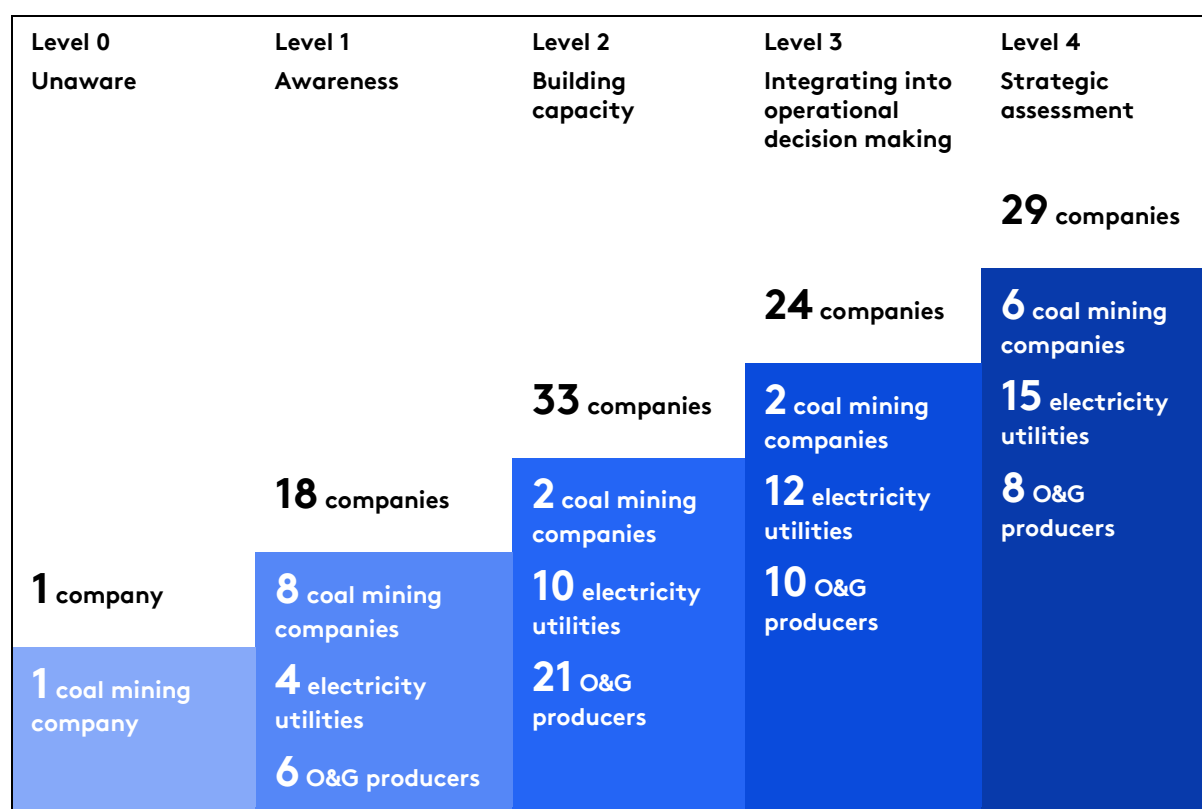 Level 0
Unaware
1 company
1 coal mining
company
Level 1
Awareness
18 companies
8 coal mining
companies
4 electricity
utilities
6 O&G producers
Level 2
Building
capacity
33 companies
2 coal mining
companies
10 electricity
utilities
21 O&G
producers
Level 3
Integrating into
operational
decision making
24 companies
2 coal mining
companies
12 electricity
utilities
10 O&G
producers
Level 4
Strategic
assessment
29 companies
6 coal mining
companies
15 electricity
utilities
8 O&G
producers